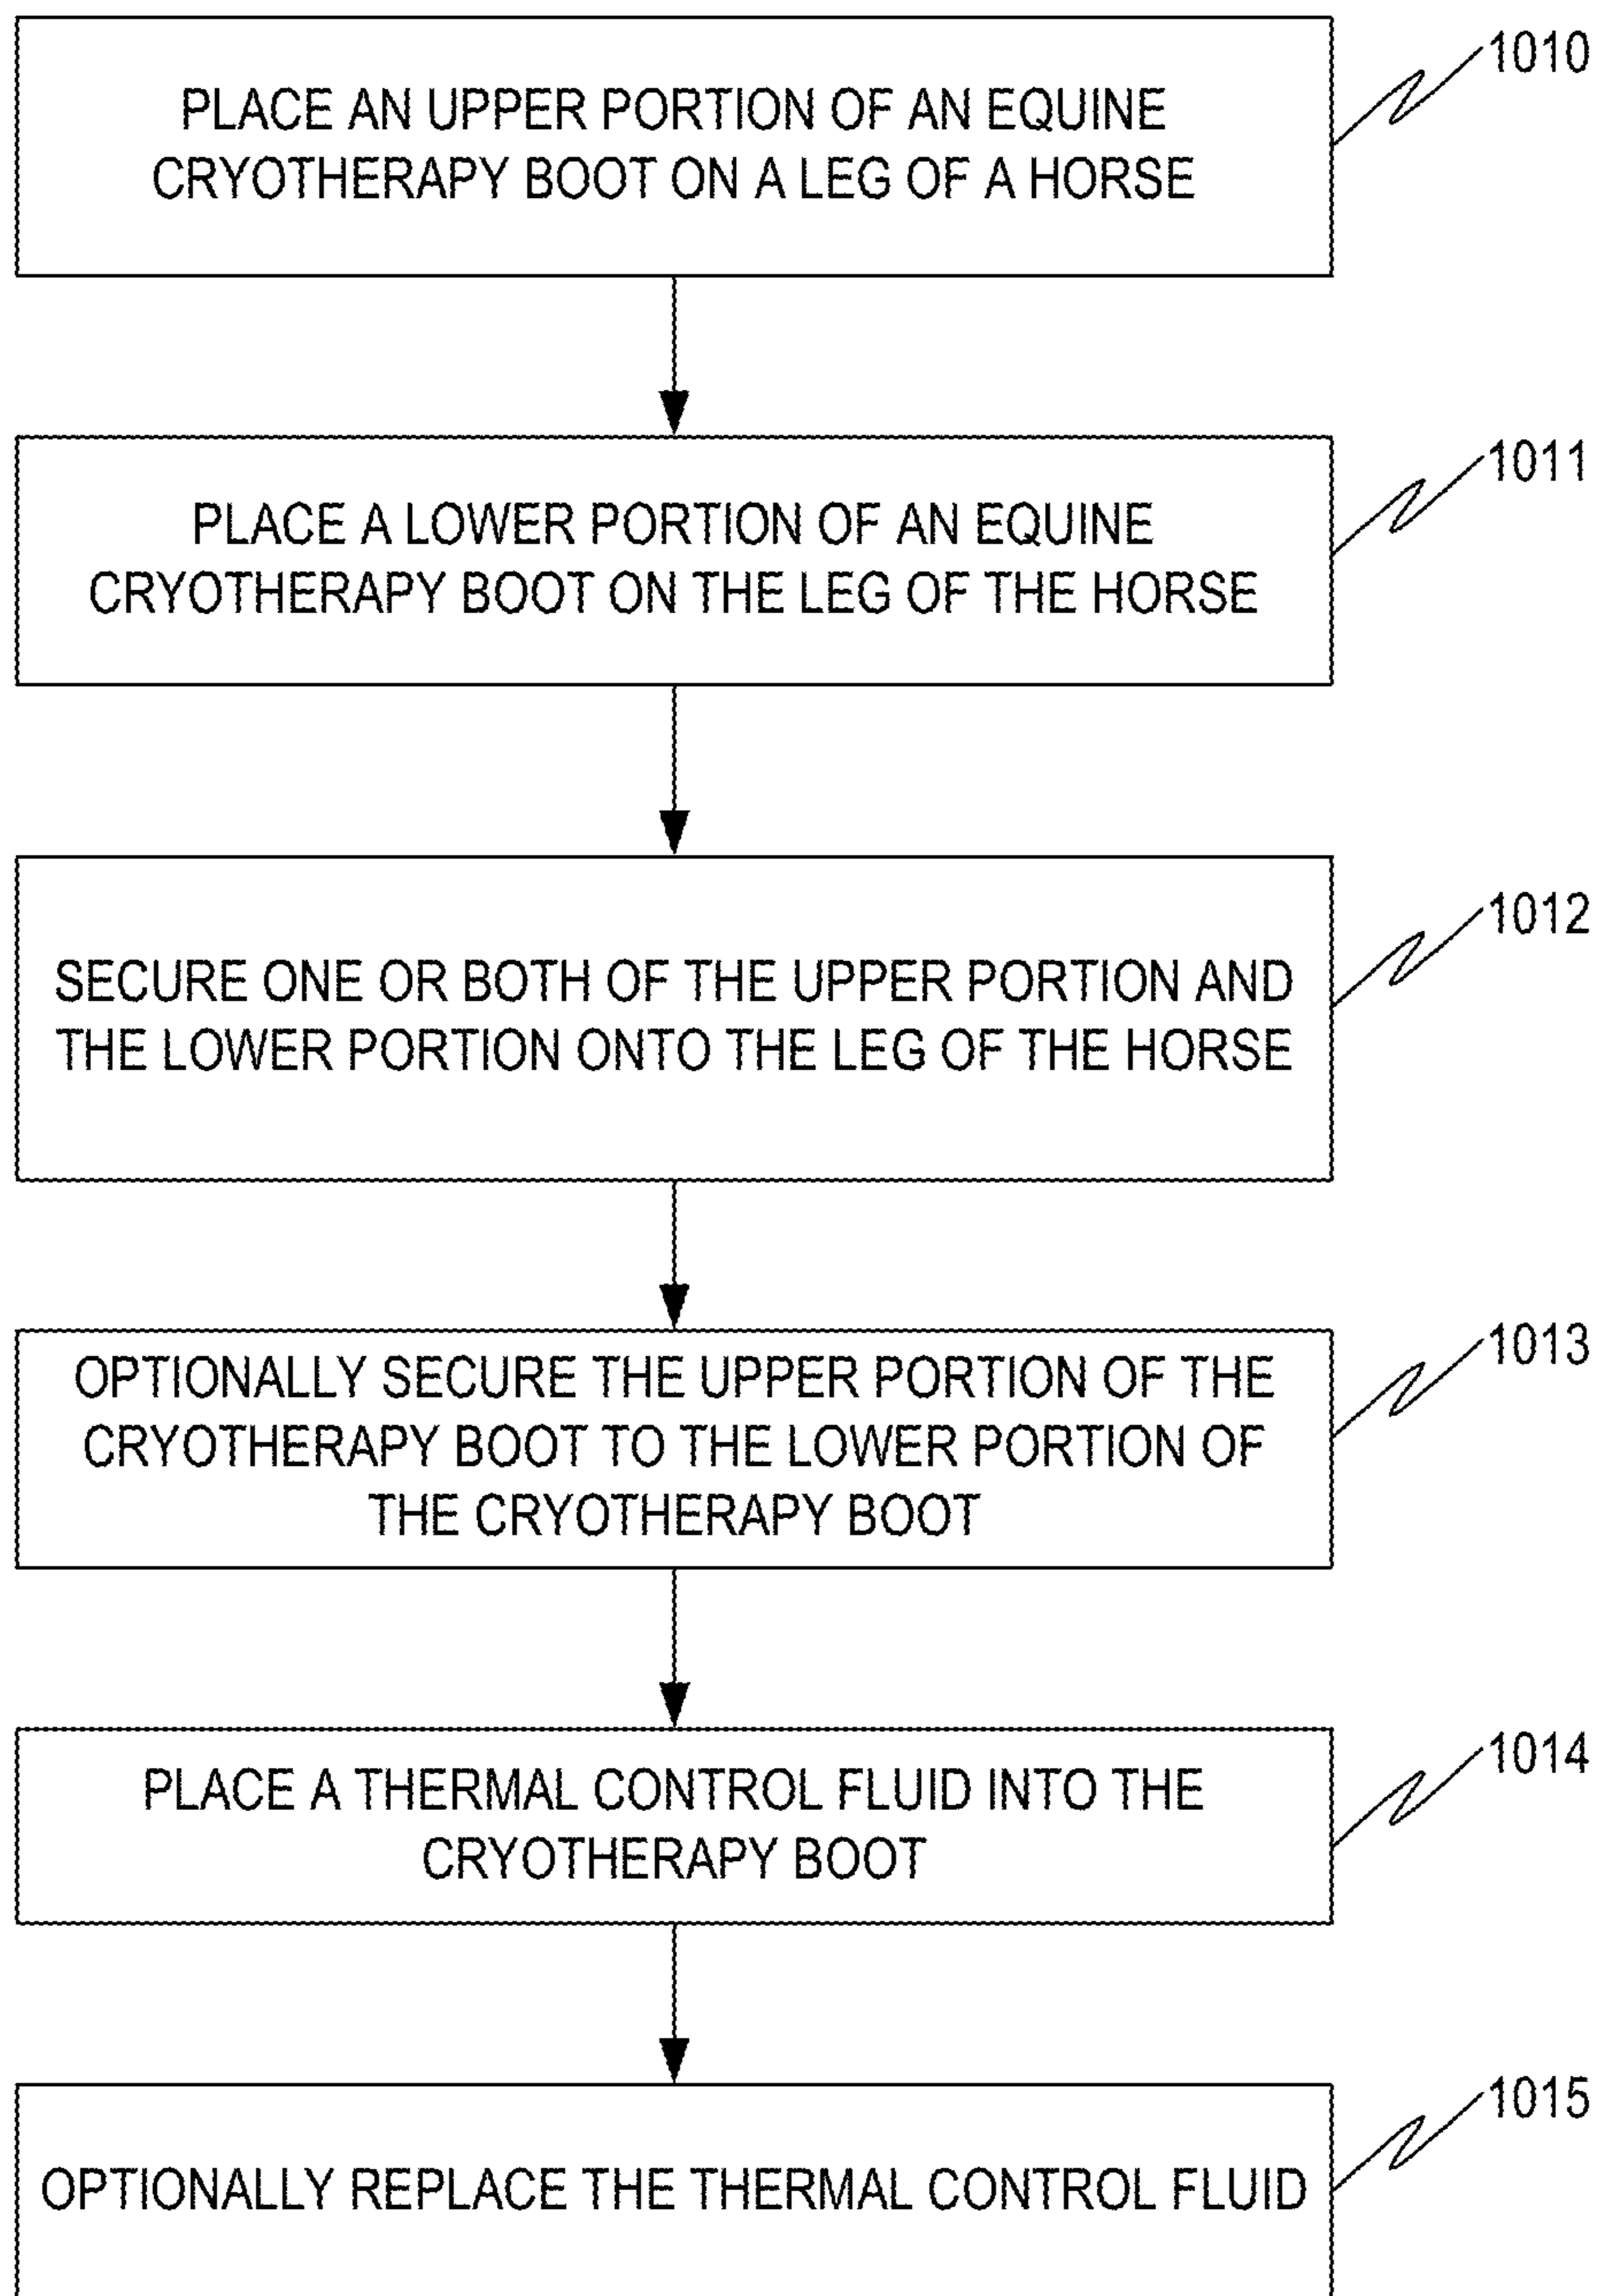 PLACE AN UPPER PORTION OF AN EQUINE
CRYOTHERAPY BOOT ON A LEG OF A HORSE
1010
PLACE A LOWER PORTION OF AN EQUINE
CRYOTHERAPY BOOT ON THE LEG OF THE HORSE
1011
SECURE ONE OR BOTH OF THE UPPER PORTION AND
THE LOWER PORTION ONTO THE LEG OF THE HORSE
1012
OPTIONALLY SECURE THE UPPER PORTION OF THE
CRYOTHERAPY BOOT TO THE LOWER PORTION OF
THE CRYOTHERAPY BOOT
1013
PLACE A THERMAL CONTROL FLUID INTO THE
CRYOTHERAPY BOOT
1014
OPTIONALLY REPLACE THE THERMAL CONTROL FLUID
1015